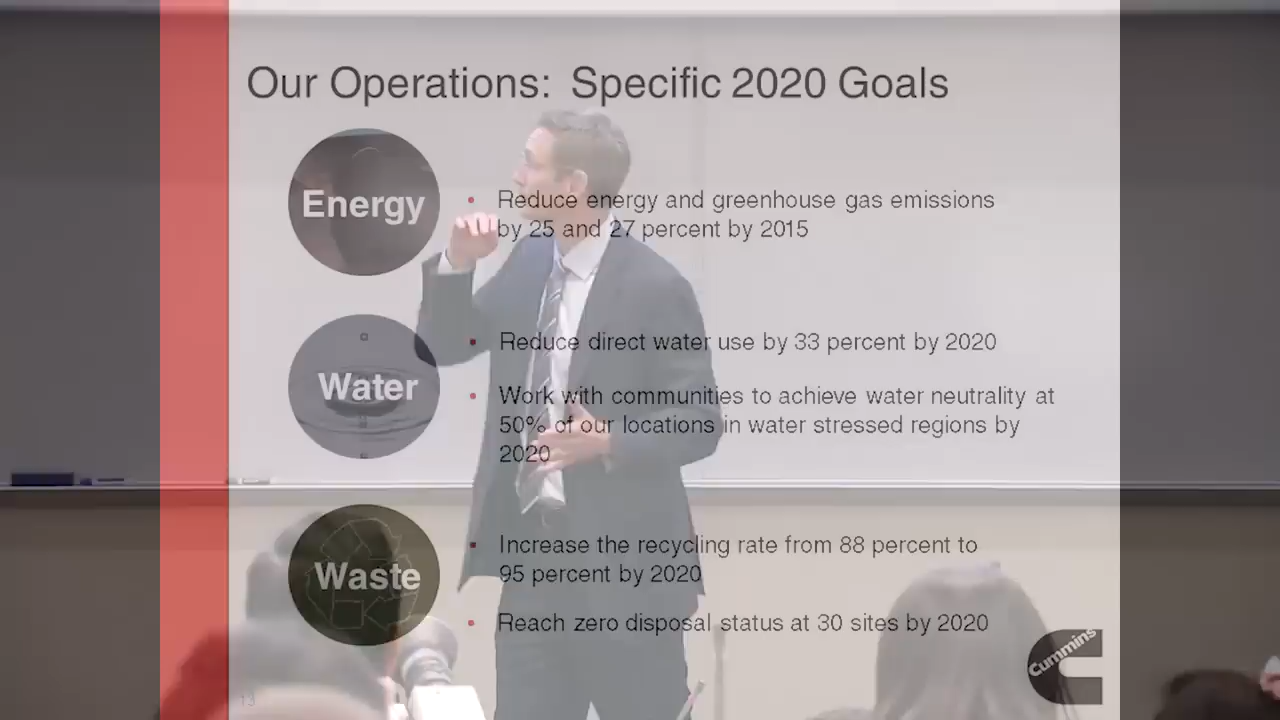 Our Operations: Specific 2020 Goals
Energy
• Reduce energy and greenhouse gas emissions
by 25 and 27 percent by 2015
Water
• Reduce direct water use by 33 percent by 2020
• Work with communities to achieve water neutrality at
50% of our locations in water stressed regions by
2020
Waste
• Increase the recycling rate from 88 percent to
95 percent by 2020
• Reach zero disposal status at 30 sites by 2020
Cummins
13